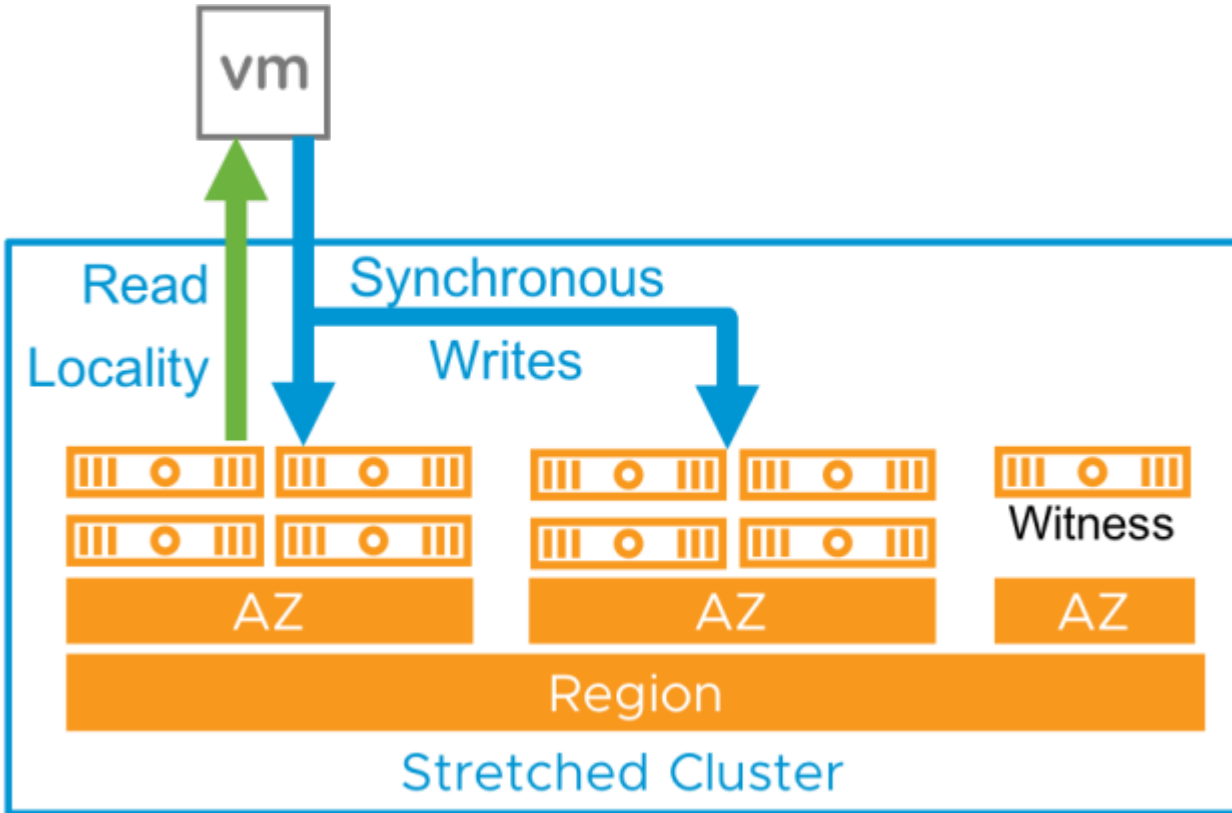 vm
Read
Locality
Synchronous
Writes
Witness
AZ
AZ
AZ
Region
Stretched Cluster